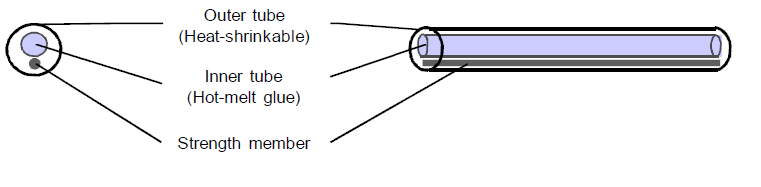 Outer tube
(Heat-shrinkable)
Inner tube
(Hot-melt glue)
Strength member